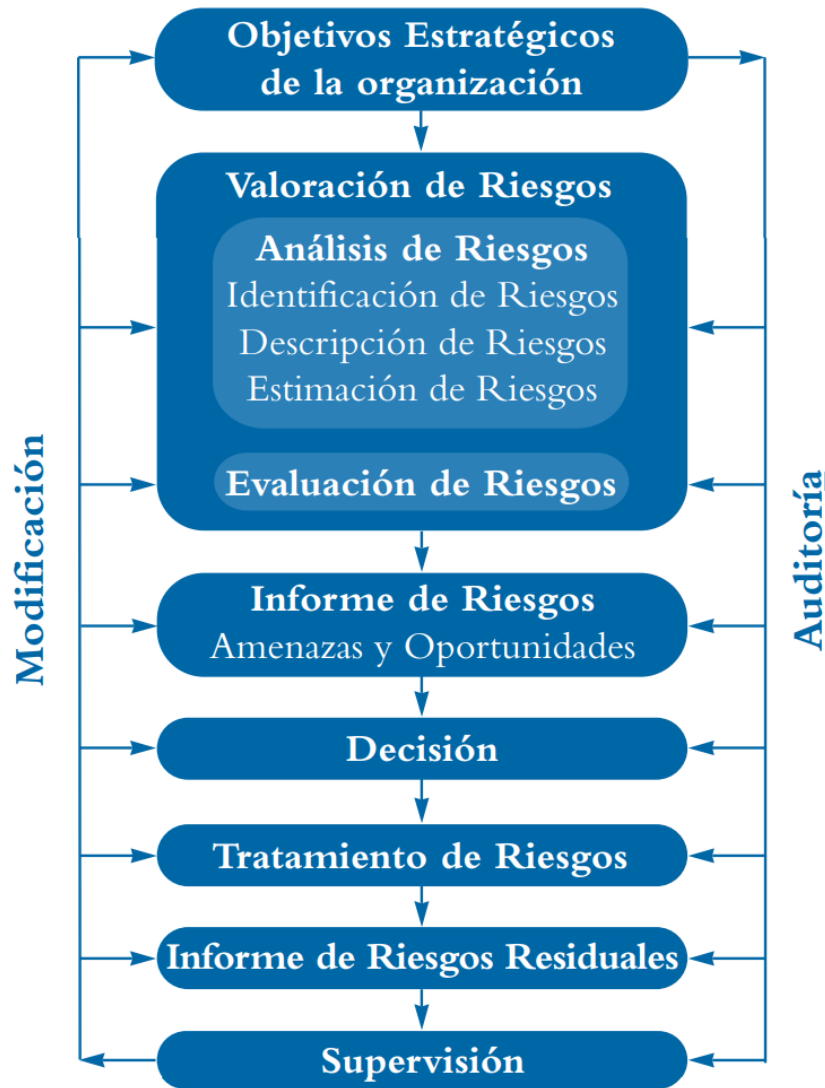 Objetivos Estratégicos
de la organización
Valoración de Riesgos
Análisis de Riesgos
Identificación de Riesgos
Descripción de Riesgos
Estimación de Riesgos
Evaluación de Riesgos
Informe de Riesgos
Amenazas y Oportunidades
Decisión
Tratamiento de Riesgos
Informe de Riesgos Residuales
Supervisión
Modificación
Auditoría